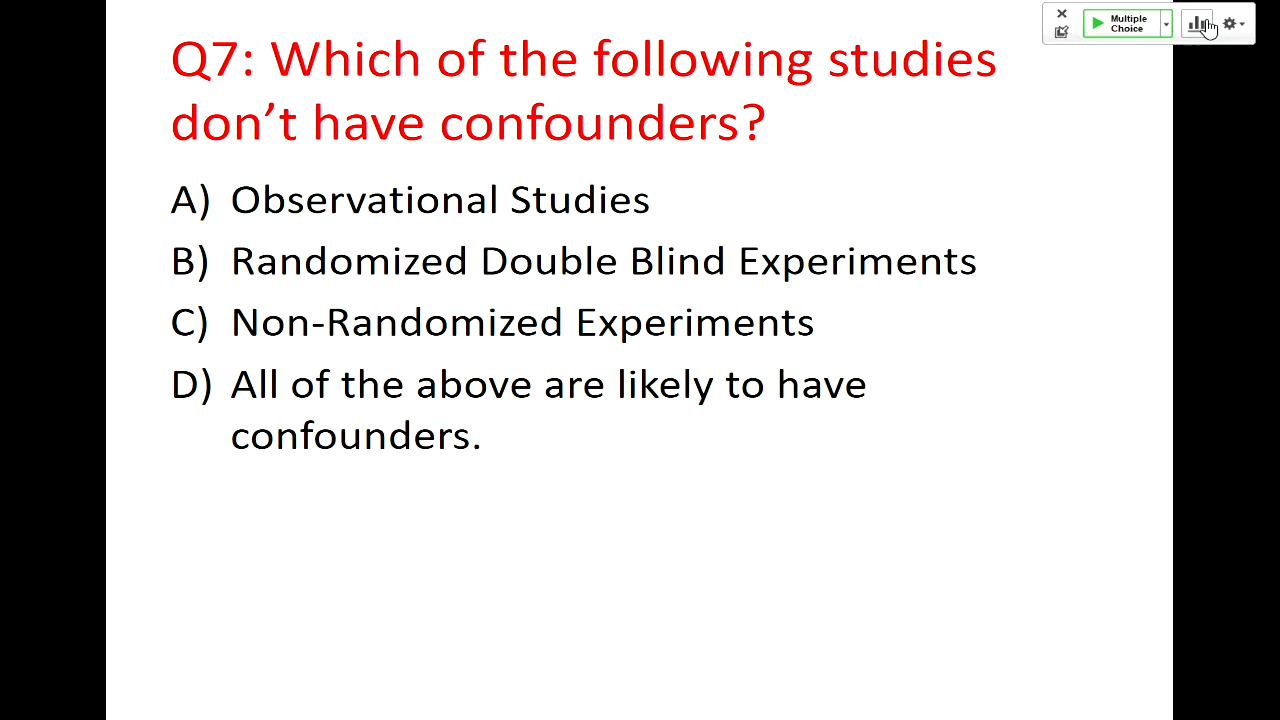 Q7: Which of the following studies
don’t have confounders?
A) Observational Studies
B) Randomized Double Blind Experiments
C) Non-Randomized Experiments
D) All of the above are likely to have
confounders.
Multiple
Choice